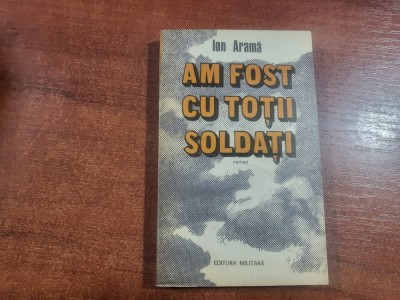 Ion Aramă
AM FOST
CU TOȚII
SOLDAȚI
roman
EDITURA MILITARĂ